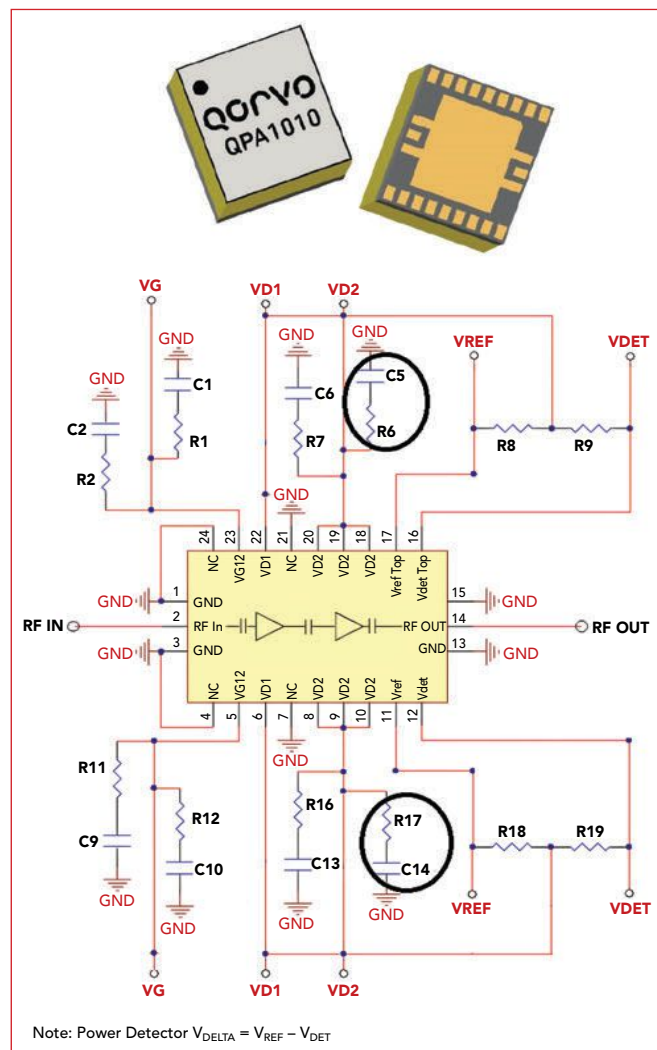 QORVO
QPA1010
VG
VD1
VD2
VREF
VDET
GND
GND
GND
GND
C1
C2
C6
C5
R1
R2
R7
R6
R8
R9
GND
24
23
22
21
20
19
18
17
16
NC
VG12
VD1
NC
VD2
VD2
VD2
Vref Top
Vdet Top
GND
1
GND
15
GND
RF IN
2
RF In
RF OUT
14
RF OUT
GND
3
GND
GND
13
GND
NC
VG12
VD1
NC
VD2
VD2
VD2
Vref
Vdet
4
5
6
7
8
9
10
11
12
GND
R11
R12
R16
R17
R18
R19
C9
C10
C13
C14
GND
GND
GND
GND
VREF
VDET
VG
VD1
VD2
Note: Power Detector VDELTA = VREF – VDET